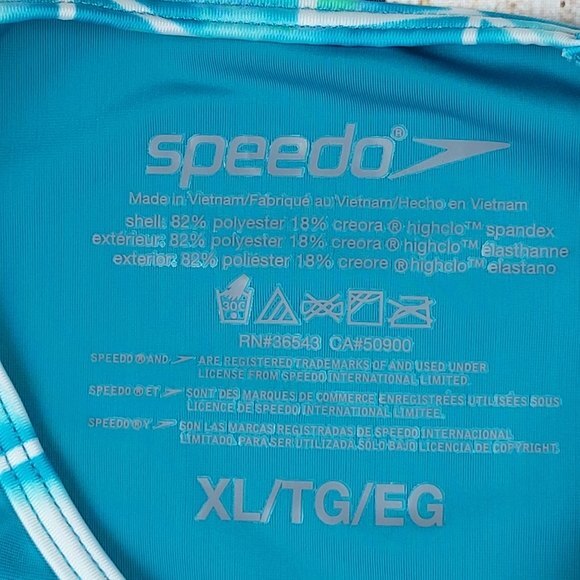 speedo®
Made in Vietnam/Fabriqué au Vietnam/Hecho en Vietnam
shell: 82% polyester 18% creora ® highclo™ spandex
extérieur: 82% polyester 18% creora ® highclo™ élasthanne
exterior: 82% poliéster 18% creore ® highclo™ elastano
30C
RN#36543 CA#50900
SPEEDO ® AND ARE REGISTERED TRADEMARKS OF AND USED UNDER
LICENSE FROM SPEEDO INTERNATIONAL LIMITED.
SPEEDO ® ET SONT DES MARQUES DE COMMERCE ENREGISTRÉES UTILISÉES SOUS
LICENCE DE SPEEDO INTERNATIONAL LIMITEE.
SPEEDO ® Y SON LAS MARCAS REGISTRADAS DE SPEEDO INTERNACIONAL
LIMITADO, PARA SER UTILIZADA SÓLO BAJO LICENCIA, DE COPYRIGHT.
XL/TG/EG